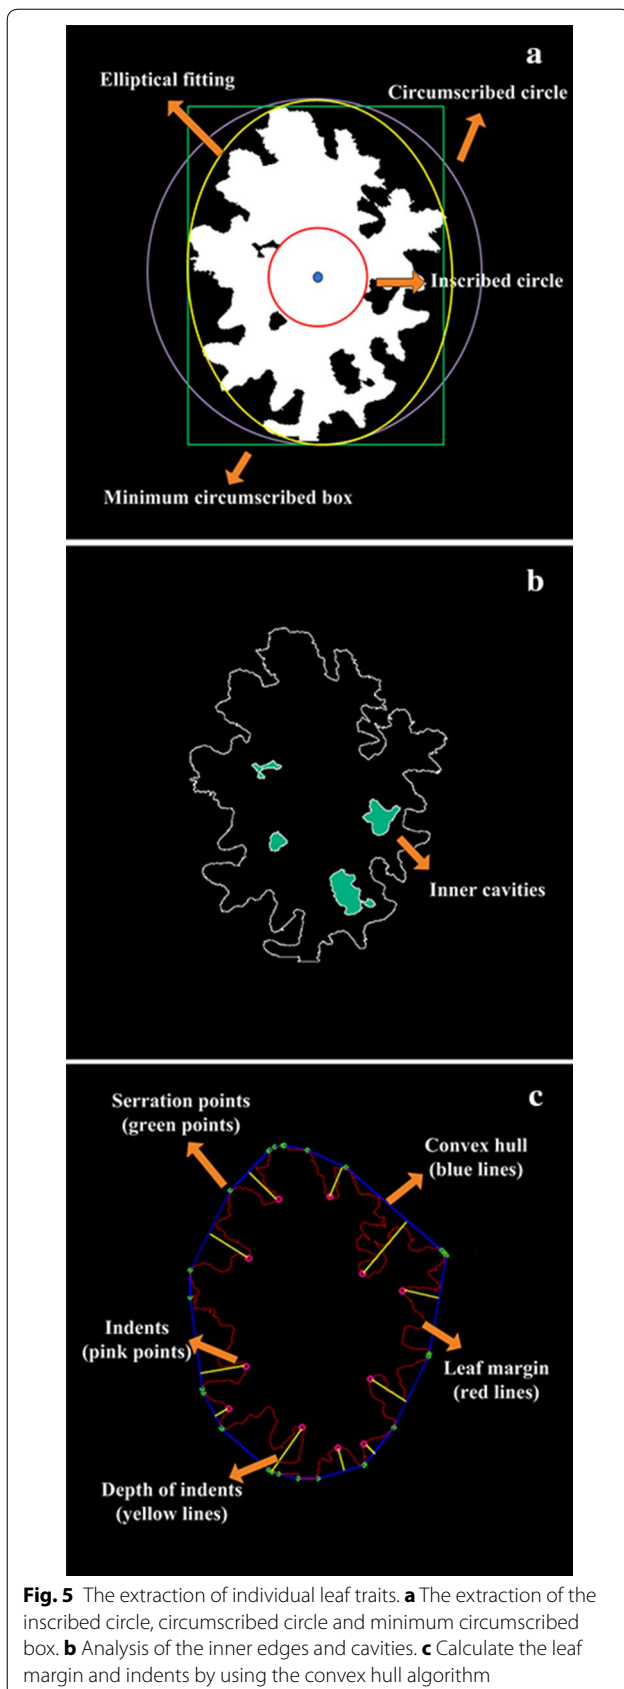 a
Elliptical fitting
Circumscribed circle
Inscribed circle
Minimum circumscribed box
b
Inner cavities
c
Serration points
(green points)
Convex hull
(blue lines)
Indents
(pink points)
Leaf margin
(red lines)
Depth of indents
(yellow lines)
Fig. 5 The extraction of individual leaf traits. a The extraction of the
inscribed circle, circumscribed circle and minimum circumscribed
box. b Analysis of the inner edges and cavities. c Calculate the leaf
margin and indents by using the convex hull algorithm